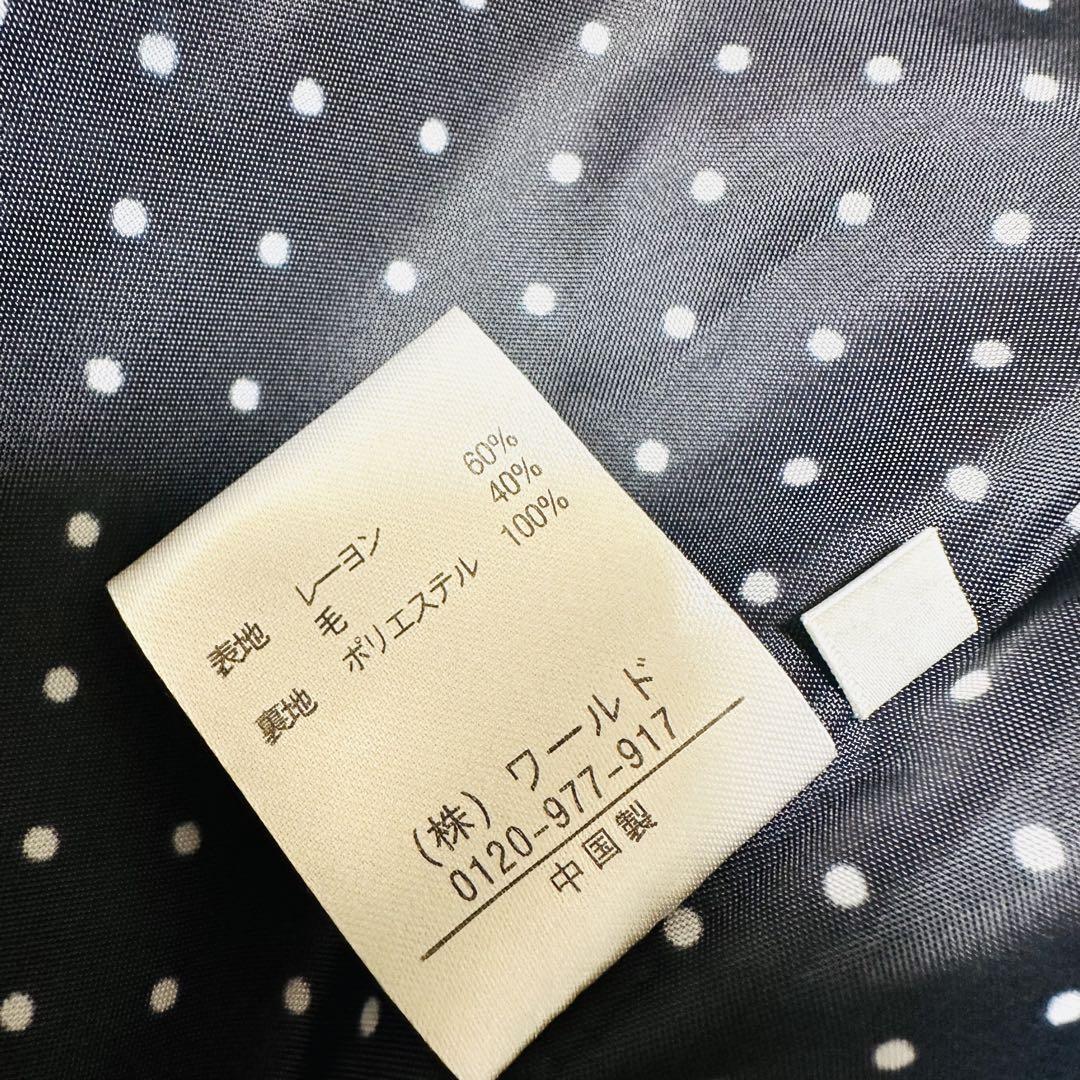 表地 レーヨン 60%
毛 40%
裏地 ポリエステル 100%
(株) ワールド
0120-977-917
中国製